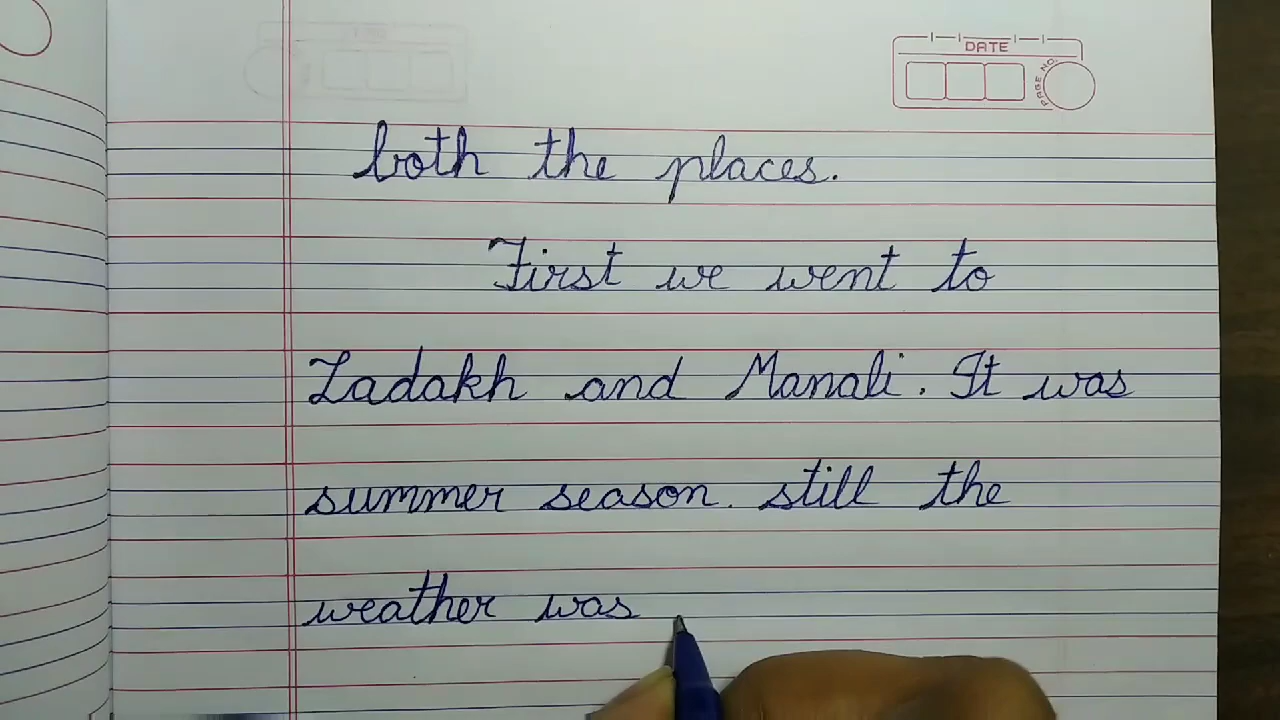 DATE
PAGE NO.
both the places.
First we went to
Ladakh and Manali. It was
summer season. still the
weather was